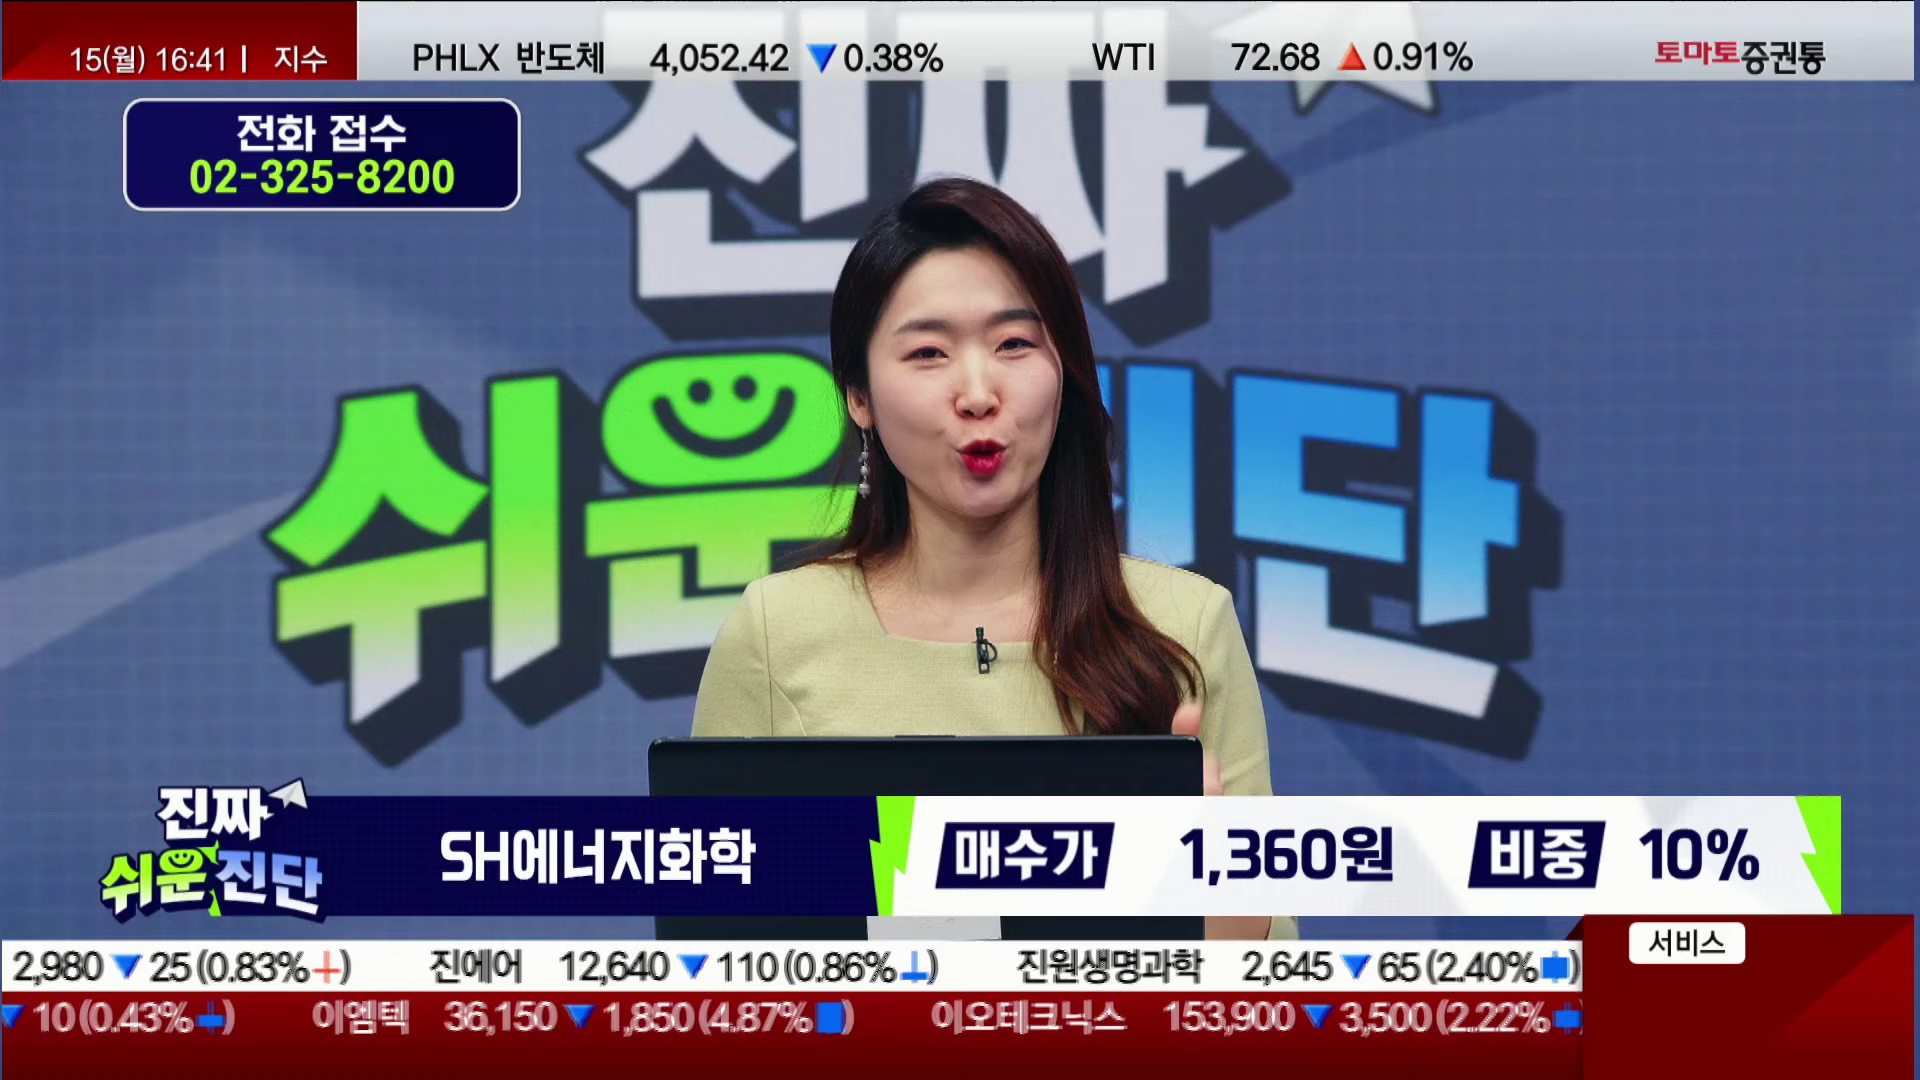 15(월) 16:41 | 지수 PHLX 반도체 4,052.42 ▼0.38% WTI 72.68 ▲0.91% 토마토증권통
전화 접수
02-325-8200
진짜
쉬운진단
진짜
쉬운진단
SH에너지화학 매수가 1,360원 비중 10%
서비스
2,980 ▼ 25 (0.83% ) 진에어 12,640 ▼ 110 (0.86% ) 진원생명과학 2,645 ▼ 65 (2.40% )
▼ 10 (0.43% ) 이엠텍 36,150 ▼ 1,850 (4.87% ) 이오테크닉스 153,900 ▼ 3,500 (2.22%